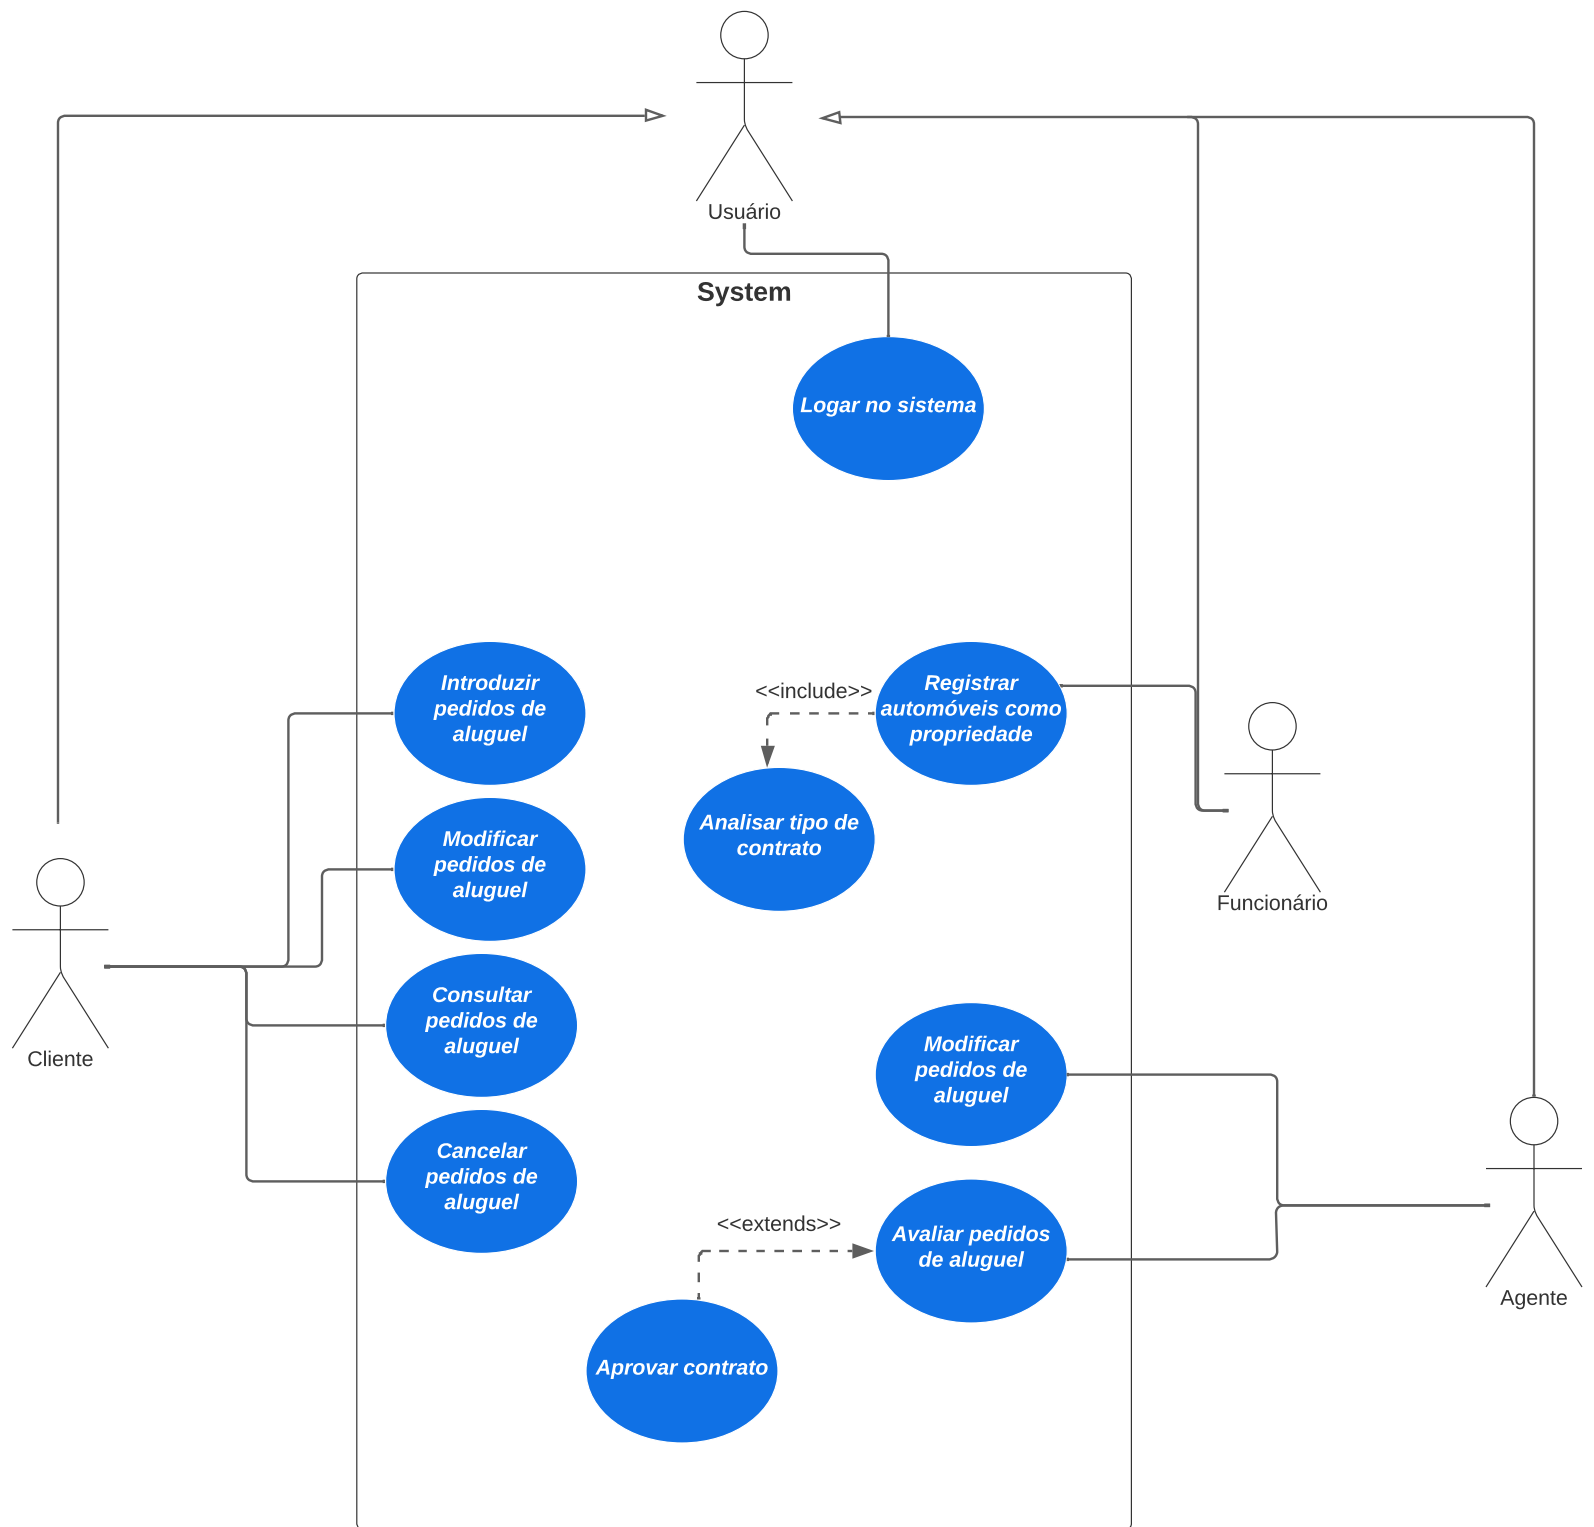 Usuário
System
Logar no sistema
Introduzir
pedidos de
aluguel
<<include>>
Registrar
automóveis como
propriedade
Modificar
pedidos de
aluguel
Analisar tipo de
contrato
Funcionário
Consultar
pedidos de
aluguel
Cliente
Modificar
pedidos de
aluguel
Cancelar
pedidos de
aluguel
<<extends>>
Avaliar pedidos
de aluguel
Agente
Aprovar contrato